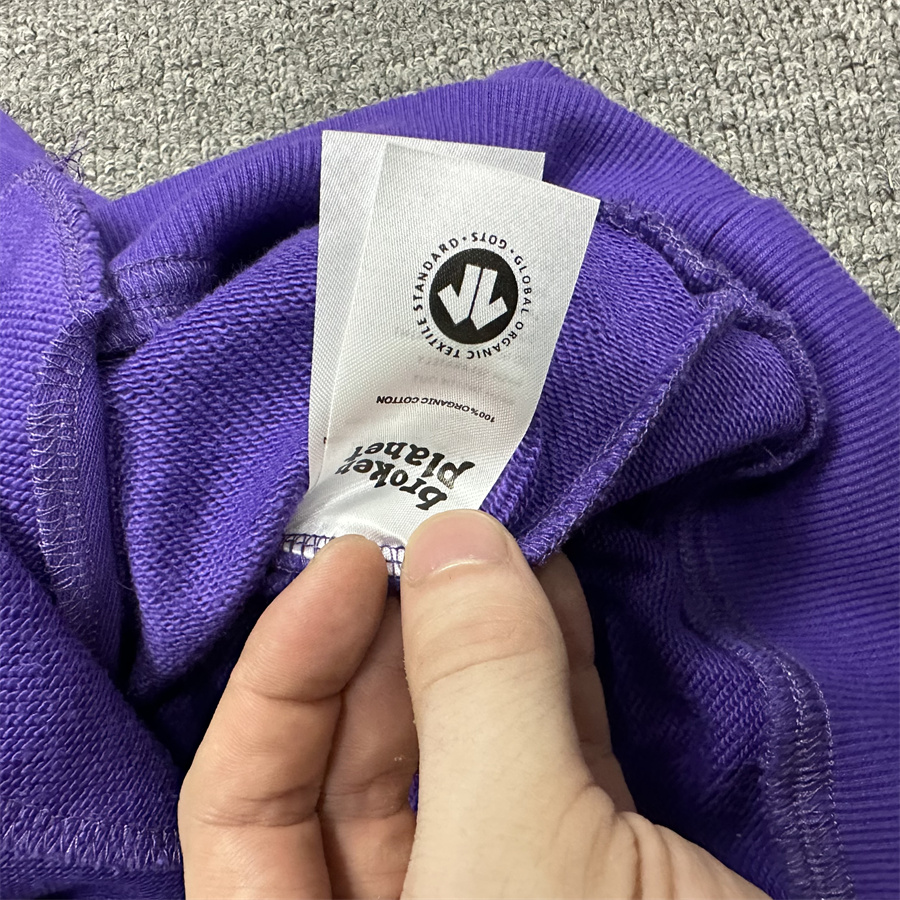 broken
planet
100% ORGANIC COTTON
GLOBAL ORGANIC TEXTILE STANDARD · GOTS ·